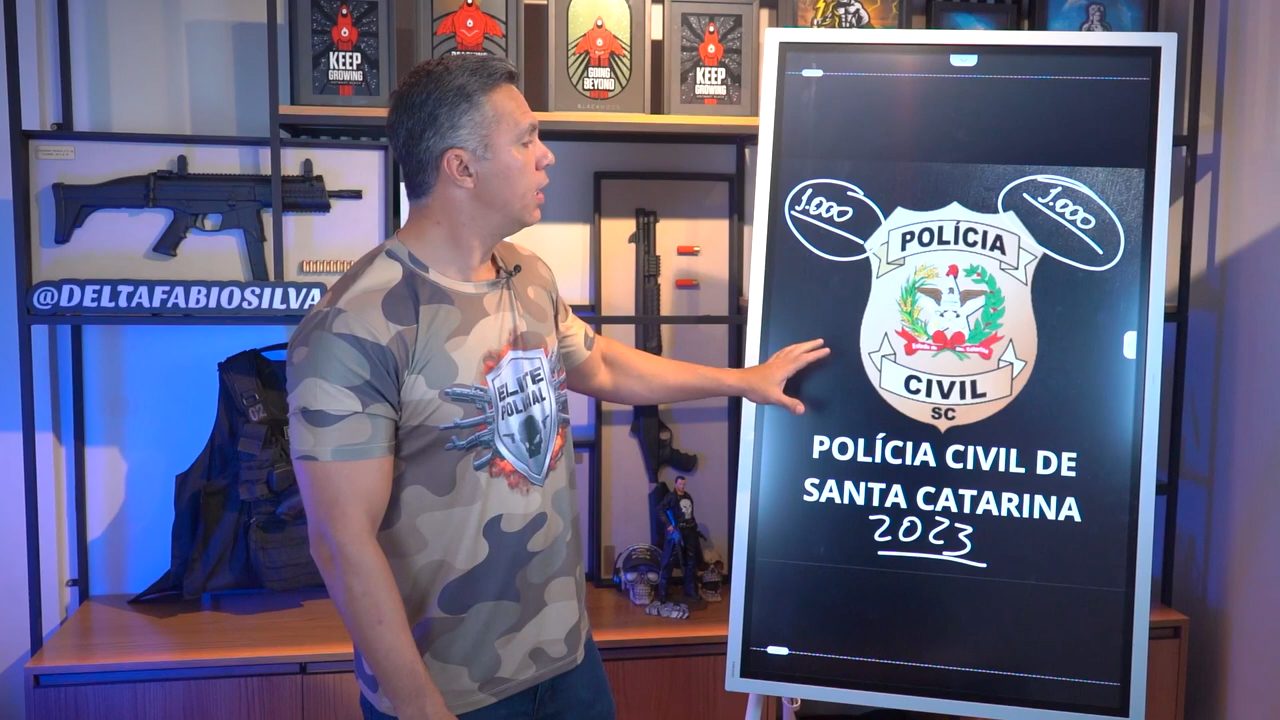 KEEP
GROWING
GOING
BEYOND
KEEP
GROWING
@DELTAFABIOSILVA
02
ELITE
POLICIAL
1.000
1.000
POLÍCIA
CIVIL
SC
POLÍCIA CIVIL DE
SANTA CATARINA
2023